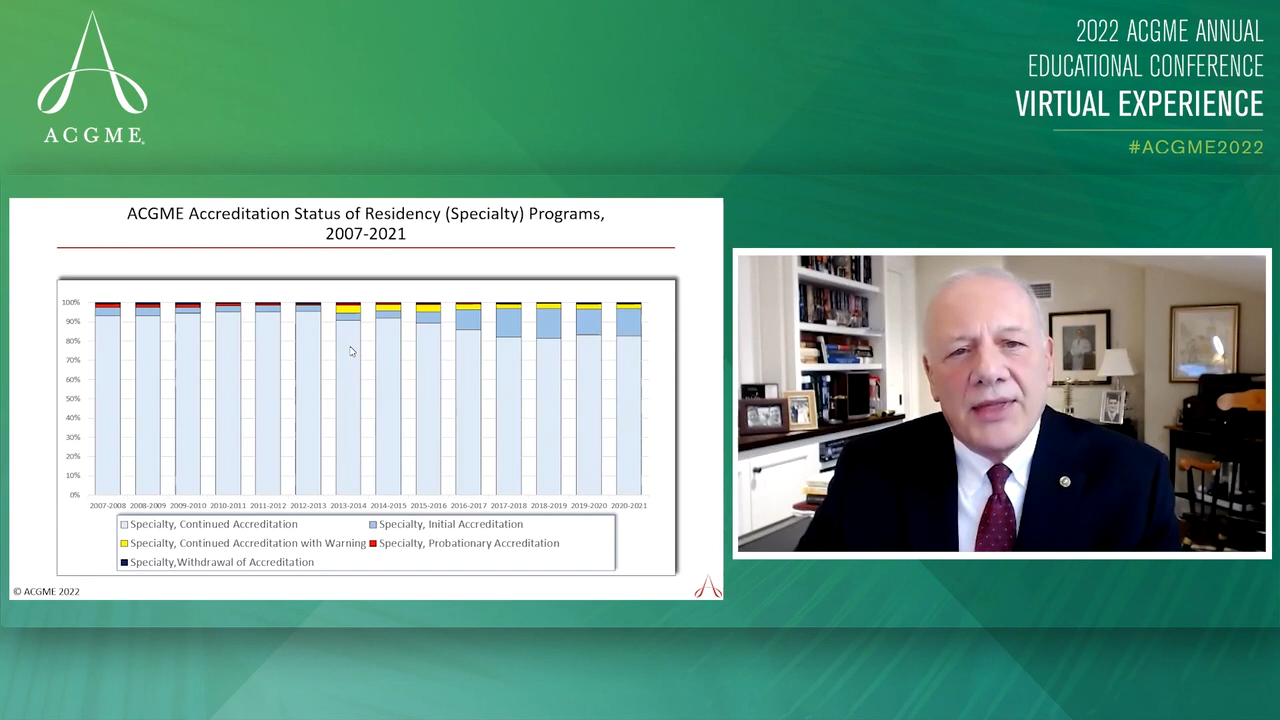 ACGME
2022 ACGME ANNUAL
EDUCATIONAL CONFERENCE
VIRTUAL EXPERIENCE
#ACGME2022
ACGME Accreditation Status of Residency (Specialty) Programs,
2007-2021
100%
90%
80%
70%
60%
50%
40%
30%
20%
10%
0%
2007-2008 2008-2009 2009-2010 2010-2011 2011-2012 2012-2013 2013-2014 2014-2015 2015-2016 2016-2017 2017-2018 2018-2019 2019-2020 2020-2021
Specialty, Continued Accreditation Specialty, Initial Accreditation
Specialty, Continued Accreditation with Warning Specialty, Probationary Accreditation
Specialty,Withdrawal of Accreditation
© ACGME 2022